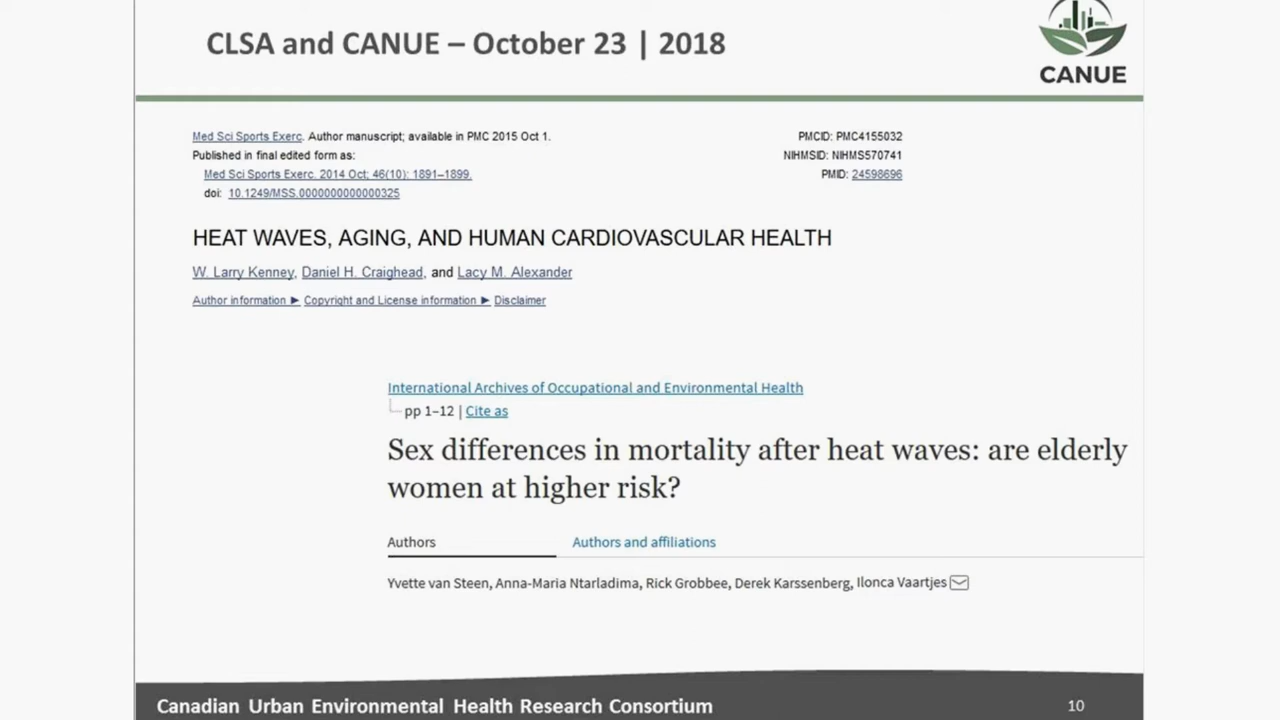 CLSA and CANUE – October 23 | 2018
CANUE
Med Sci Sports Exerc. Author manuscript; available in PMC 2015 Oct 1.
PMCID: PMC4155032
Published in final edited form as:
NIHMSID: NIHMS570741
Med Sci Sports Exerc. 2014 Oct; 46(10): 1891–1899.
PMID: 24598696
doi: 10.1249/MSS.0000000000000325
HEAT WAVES, AGING, AND HUMAN CARDIOVASCULAR HEALTH
W. Larry Kenney, Daniel H. Craighead, and Lacy M. Alexander
Author information ► Copyright and License information ► Disclaimer
International Archives of Occupational and Environmental Health
pp 1–12 | Cite as
Sex differences in mortality after heat waves: are elderly
women at higher risk?
Authors
Authors and affiliations
Yvette van Steen, Anna-Maria Ntarladima, Rick Grobbee, Derek Karssenberg, Ilonca Vaartjes
Canadian Urban Environmental Health Research Consortium
10